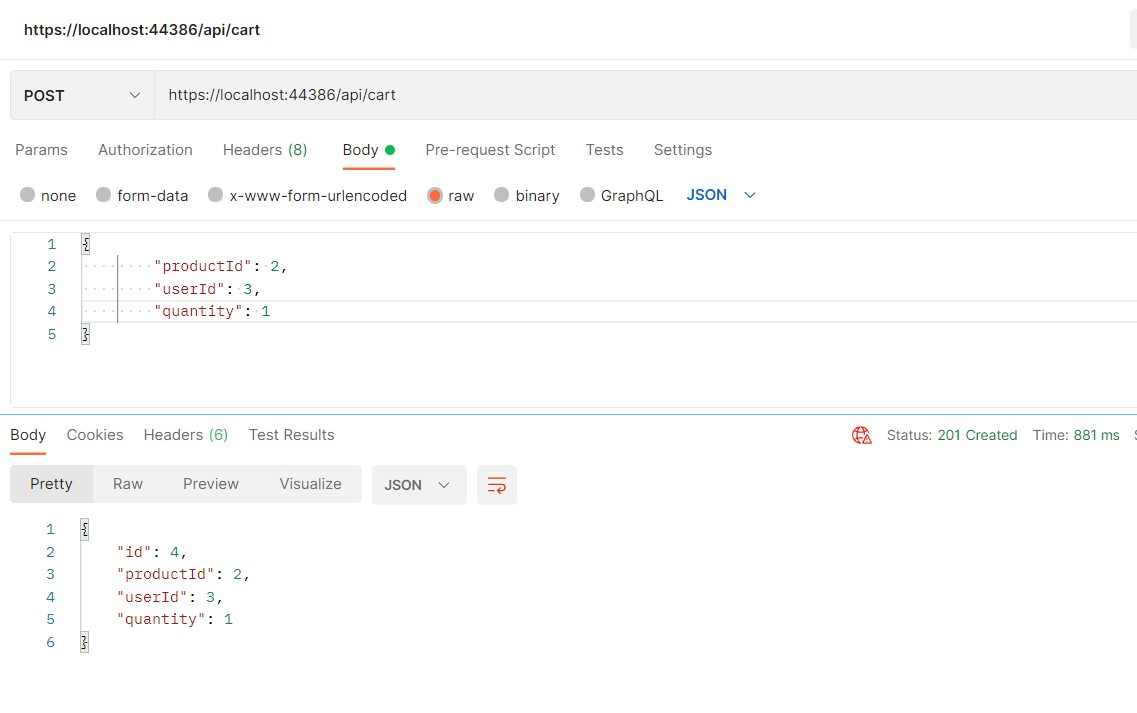 https://localhost:44386/api/cart
POST https://localhost:44386/api/cart
Params Authorization Headers (8) Body Pre-request Script Tests Settings
none form-data x-www-form-urlencoded raw binary GraphQL JSON
1 {
2 "productId": 2,
3 "userId": 3,
4 "quantity": 1
5 }
Body Cookies Headers (6) Test Results Status: 201 Created Time: 881 ms
Pretty Raw Preview Visualize JSON
1 {
2 "id": 4,
3 "productId": 2,
4 "userId": 3,
5 "quantity": 1
6 }